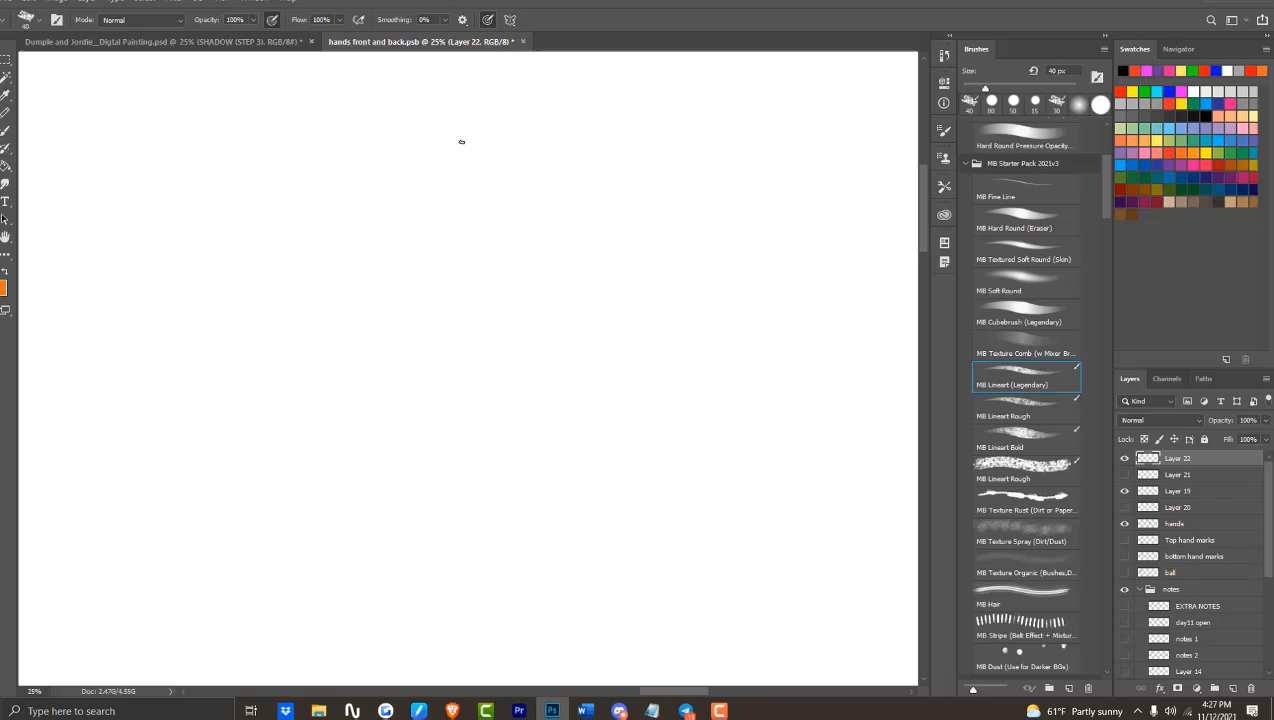 40 Mode: Normal Opacity: 100% Flow: 100% Smoothing: 0%
Dumple and Jordie__Digtal Painting.psd @ 25% (SHADOW (STEP 3), RGB/8#) * hands front and back.psb @ 25% (Layer 22, RGB/8) *
Brushes
Size: 40 px
40 80 50 15 30
Hard Round Pressure Opacity...
MB Starter Pack 2021v3
MB Fine Line
MB Hard Round (Eraser)
MB Textured Soft Round (Skin)
MB Soft Round
MB Cubebrush (Legendary)
MB Texture Comb (w Mixer Br...
MB Lineart (Legendary)
MB Lineart Rough
MB Lineart Bold
MB Lineart Rough
MB Texture Rust (Dirt or Paper...
MB Texture Spray (Dirt/Dust)
MB Texture Organic (Bushes,D...
MB Hair
MB Stripe (Belt Effect + Mixtur...
MB Dust (Use for Darker BGs)
Swatches Navigator
Layers Channels Paths
Kind
Normal Opacity: 100%
Lock: Fill: 100%
Layer 22
Layer 21
Layer 19
Layer 20
hands
Top hand marks
bottom hand marks
ball
notes
EXTRA NOTES
day11 open
notes 1
notes 2
Layer 14
25% Doc: 2.47G/4.55G
Type here to search
61°F Partly sunny
4:27 PM
11/12/2021